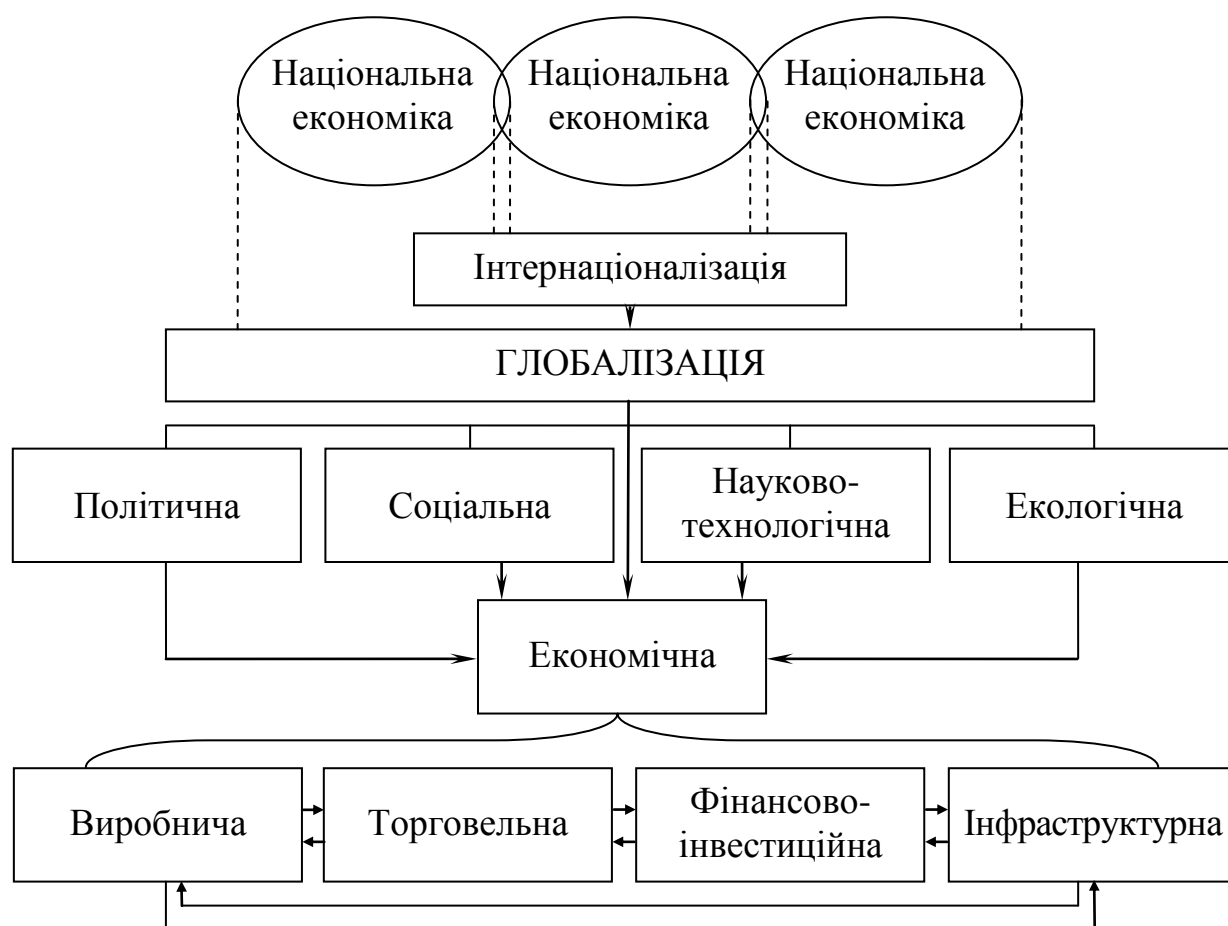 Національна
економіка
Національна
економіка
Національна
економіка
Інтернаціоналізація
ГЛОБАЛІЗАЦІЯ
Політична
Соціальна
Науково-
технологічна
Екологічна
Економічна
Виробнича
Торговельна
Фінансово-
інвестиційна
Інфраструктурна